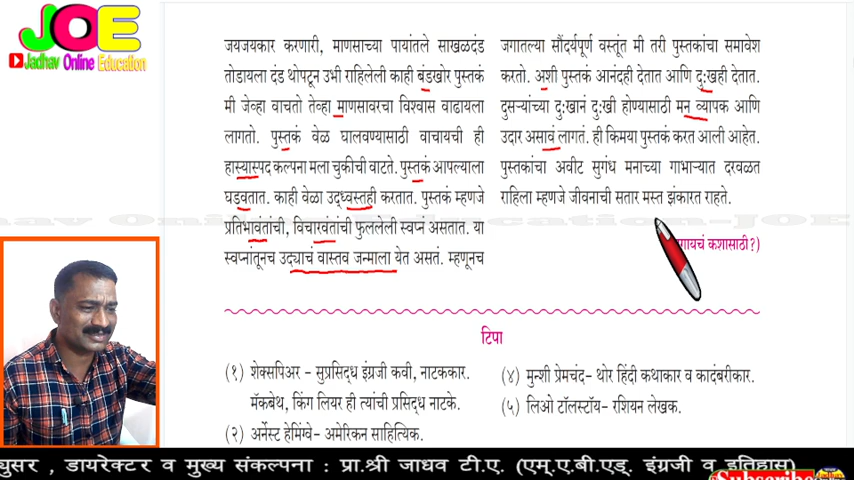 JOE
Jadhav Online Education
जयजयकार करणारी, माणसाच्या पायांतले साखळदंड
तोडायला दंड थोपटून उभी राहिलेली काही बंडखोर पुस्तकं
मी जेव्हा वाचतो तेव्हा माणसावरचा विश्वास वाढायला
लागतो. पुस्तकं वेळ घालवण्यासाठी वाचायची ही
हास्यास्पद कल्पना मला चुकीची वाटते. पुस्तकं आपल्याला
घडवतात. काही वेळा उद्ध्वस्तही करतात. पुस्तकं म्हणजे
प्रतिभावंतांची, विचारवंतांची फुललेली स्वप्नं असतात. या
स्वप्नांतूनच उद्याचं वास्तव जन्माला येत असतं. म्हणूनच
जगातल्या सौंदर्यपूर्ण वस्तूंत मी तरी पुस्तकांचा समावेश
करतो. अशी पुस्तकं आनंदही देतात आणि दुःखही देतात.
दुसऱ्यांच्या दुःखानं दुःखी होण्यासाठी मन व्यापक आणि
उदार असावं लागतं. ही किमया पुस्तकं करत आली आहेत.
पुस्तकांचा अवीट सुगंध मनाच्या गाभाऱ्यात दरवळत
राहिला म्हणजे जीवनाची सतार मस्त झंकारत राहते.
गायचं कशासाठी?)
टिपा
(१) शेक्सपिअर – सुप्रसिद्ध इंग्रजी कवी, नाटककार.
मॅकबेथ, किंग लियर ही त्यांची प्रसिद्ध नाटके.
(२) अर्नेस्ट हेमिंग्वे– अमेरिकन साहित्यिक.
(४) मुन्शी प्रेमचंद– थोर हिंदी कथाकार व कादंबरीकार.
(५) लिओ टॉलस्टॉय– रशियन लेखक.
युसर , डायरेक्टर व मुख्य संकल्पना : प्रा.श्री जाधव टी.ए. (एम्.ए.बी.एड्. इंग्रजी व इतिहास)
Subscribe